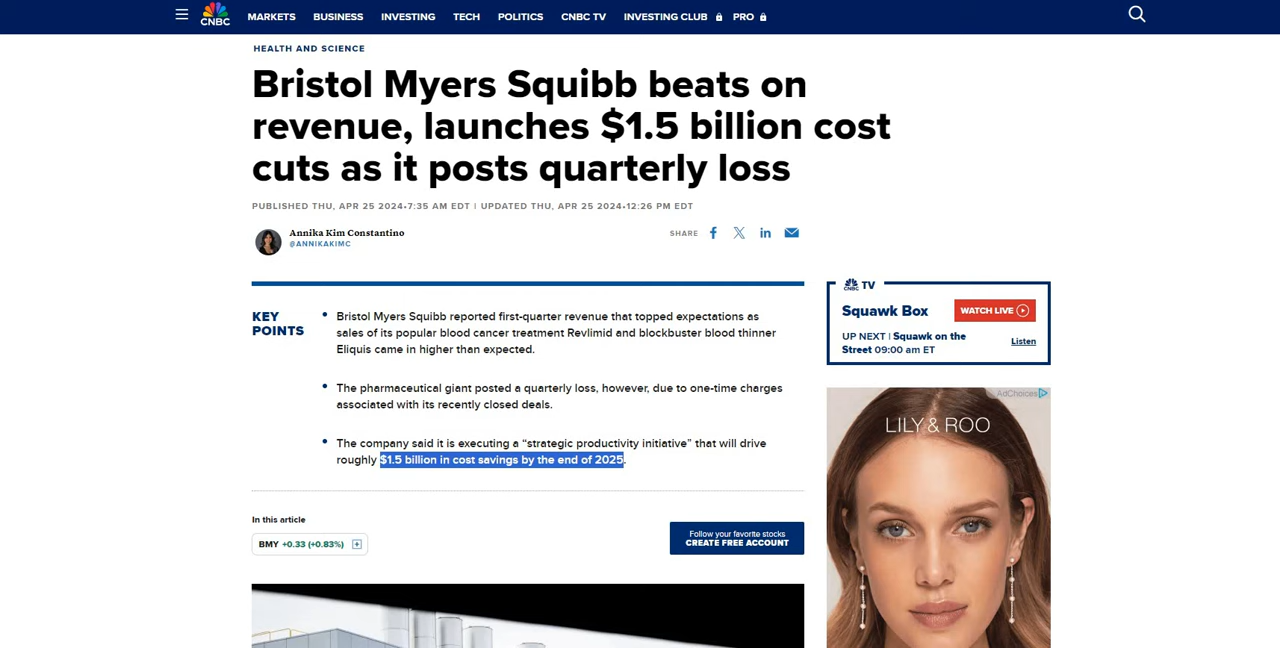 CNBC
MARKETS BUSINESS INVESTING TECH POLITICS CNBC TV INVESTING CLUB PRO
HEALTH AND SCIENCE
Bristol Myers Squibb beats on
revenue, launches $1.5 billion cost
cuts as it posts quarterly loss
PUBLISHED THU, APR 25 2024•7:35 AM EDT | UPDATED THU, APR 25 2024•12:26 PM EDT
Annika Kim Constantino
@ANNIKAKIMC
SHARE
KEY
POINTS
• Bristol Myers Squibb reported first-quarter revenue that topped expectations as
sales of its popular blood cancer treatment Revlimid and blockbuster blood thinner
Eliquis came in higher than expected.
• The pharmaceutical giant posted a quarterly loss, however, due to one-time charges
associated with its recently closed deals.
• The company said it is executing a “strategic productivity initiative” that will drive
roughly $1.5 billion in cost savings by the end of 2025.
In this article
BMY +0.33 (+0.83%)
Follow your favorite stocks
CREATE FREE ACCOUNT
CNBC TV
Squawk Box
WATCH LIVE
UP NEXT | Squawk on the
Street 09:00 am ET
Listen
AdChoices
LILY & ROO